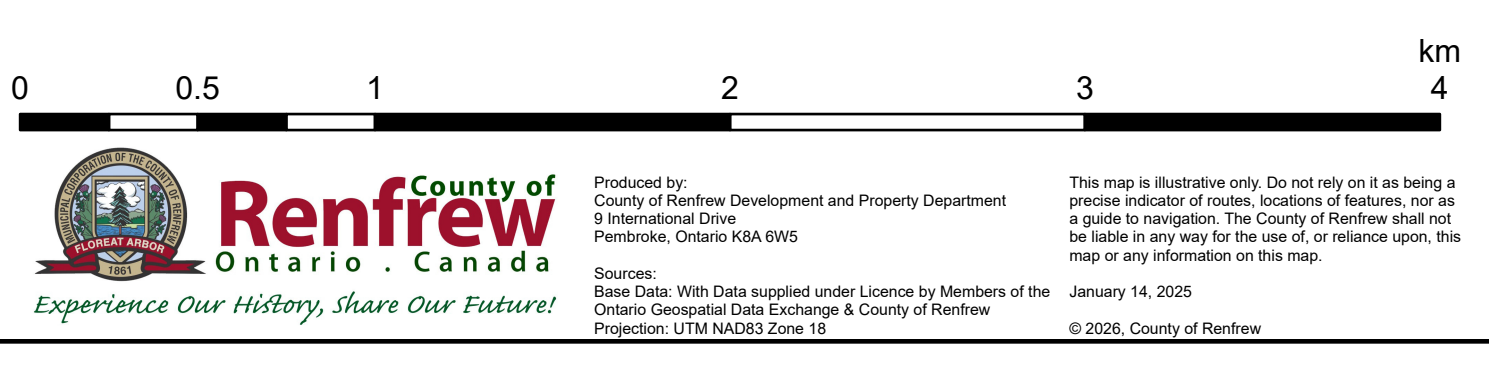 km
0 0.5 1 2 3 4
MUNICIPAL CORPORATION OF THE COUNTY OF RENFREW
FLOREAT ARBOR
1861
County of
Renfrew
Ontario . Canada
Experience Our History, Share Our Future!
Produced by:
County of Renfrew Development and Property Department
9 International Drive
Pembroke, Ontario K8A 6W5
Sources:
Base Data: With Data supplied under Licence by Members of the
Ontario Geospatial Data Exchange & County of Renfrew
Projection: UTM NAD83 Zone 18
This map is illustrative only. Do not rely on it as being a
precise indicator of routes, locations of features, nor as
a guide to navigation. The County of Renfrew shall not
be liable in any way for the use of, or reliance upon, this
map or any information on this map.
January 14, 2025
© 2026, County of Renfrew